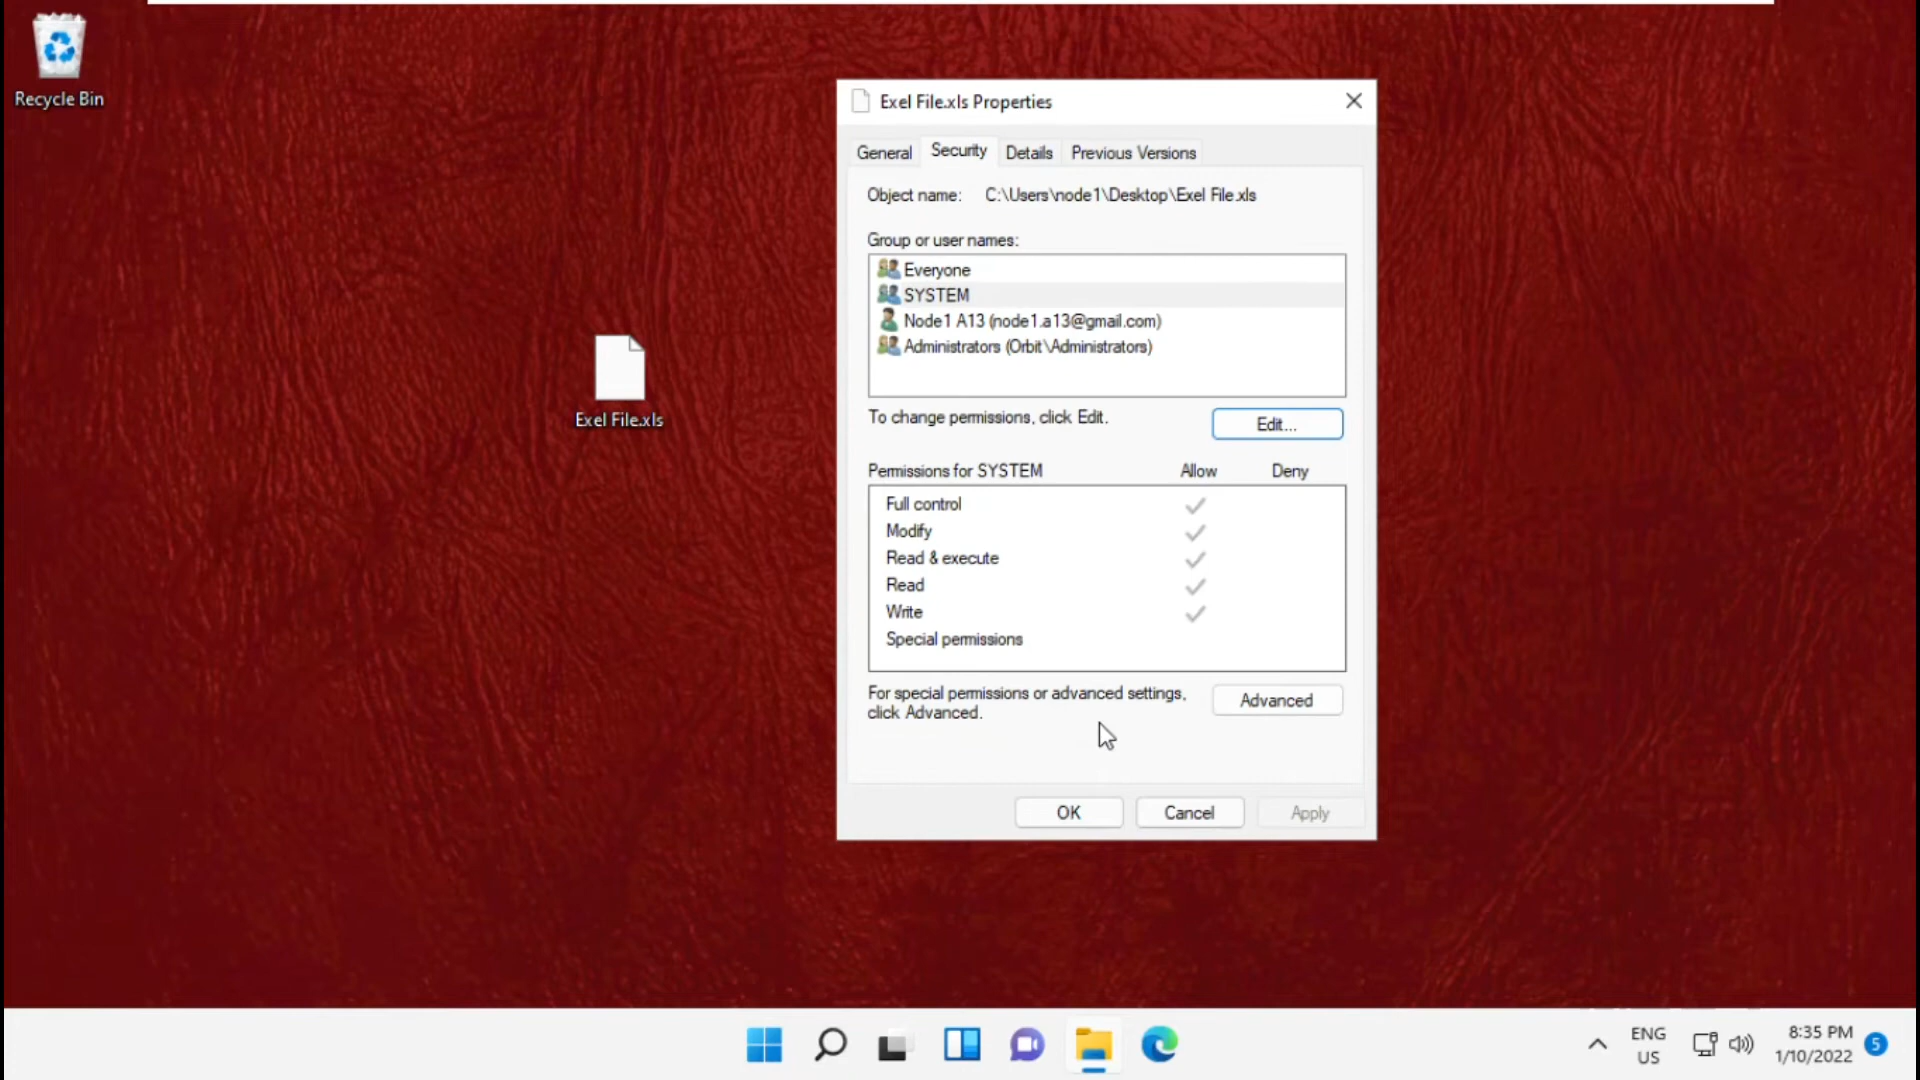 Recycle Bin
Exel File.xls
Exel File.xls Properties
General Security Details Previous Versions
Object name: C:\Users\node1\Desktop\Exel File.xls
Group or user names:
Everyone
SYSTEM
Node1 A13 (node1.a13@gmail.com)
Administrators (Orbit\Administrators)
To change permissions, click Edit.
Edit...
Permissions for SYSTEM Allow Deny
Full control
Modify
Read & execute
Read
Write
Special permissions
For special permissions or advanced settings,
click Advanced.
Advanced
OK Cancel Apply
ENG
US
8:35 PM
1/10/2022
5